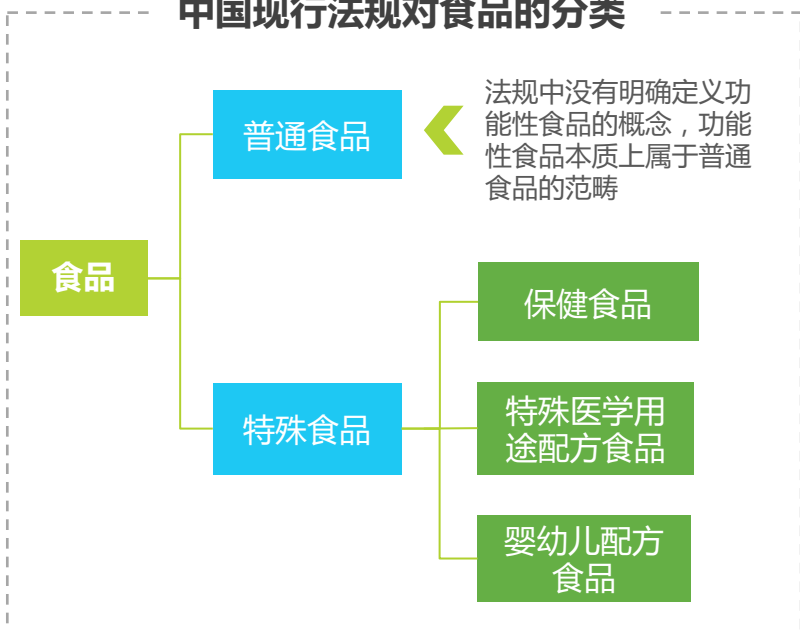 中国现行法规对食品的分类
普通食品
法规中没有明确定义功
能性食品的概念，功能
性食品本质上属于普通
食品的范畴
食品
保健食品
特殊食品
特殊医学用
途配方食品
婴幼儿配方
食品